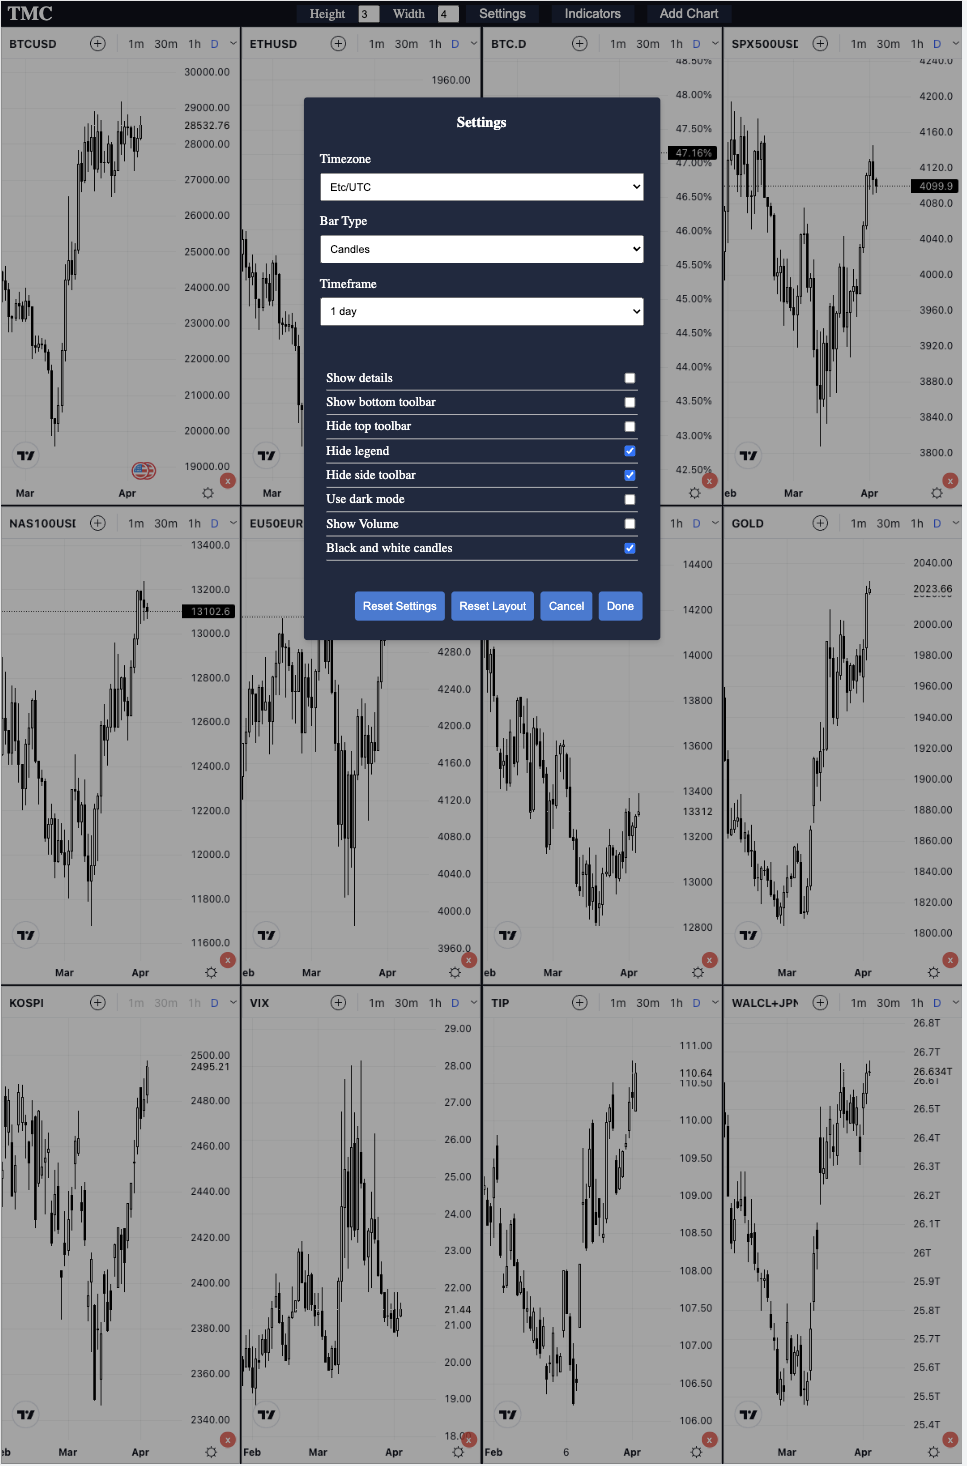 TMC Height 3 Width 4 Settings Indicators Add Chart
BTCUSD 1m 30m 1h D
ETHUSD 1m 30m 1h D
BTC.D 1m 30m 1h D
SPX500USD 1m 30m 1h D
30000.00
29000.00
28532.76
28000.00
27000.00
26000.00
25000.00
24000.00
23000.00
22000.00
21000.00
20000.00
19000.00
Mar Apr
x
1960.00
Mar
48.50%
48.00%
47.50%
47.16%
47.00%
46.50%
46.00%
45.50%
45.00%
44.50%
44.00%
43.50%
43.00%
42.50%
x
4240.0
4200.0
4160.0
4120.0
4099.9
4080.0
4040.0
4000.0
3960.0
3920.0
3880.0
3840.0
3800.0
eb Mar Apr
x
Settings
Timezone
Etc/UTC
Bar Type
Candles
Timeframe
1 day
Show details
Show bottom toolbar
Hide top toolbar
Hide legend
Hide side toolbar
Use dark mode
Show Volume
Black and white candles
Reset Settings Reset Layout Cancel Done
NAS100USD 1m 30m 1h D
13400.0
13200.0
13102.6
13000.0
12800.0
12600.0
12400.0
12200.0
12000.0
11800.0
11600.0
Mar Apr
x
EU50EUR
4280.0
4240.0
4200.0
4160.0
4120.0
4080.0
4040.0
4000.0
3960.0
eb Mar Apr
x
14400
14200
14000
13800
13600
13400
13312
13200
13000
12800
eb Mar Apr
x
GOLD 1m 30m 1h D
2040.00
2023.66
2000.00
1980.00
1960.00
1940.00
1920.00
1900.00
1880.00
1860.00
1840.00
1820.00
1800.00
Mar Apr
x
KOSPI 1m 30m 1h D
2500.00
2495.21
2480.00
2460.00
2440.00
2420.00
2400.00
2380.00
2360.00
2340.00
eb Mar Apr
x
VIX 1m 30m 1h D
29.00
28.00
27.00
26.00
25.00
24.00
23.00
22.00
21.44
21.00
20.00
19.00
18.00
Feb Mar Apr
x
TIP 1m 30m 1h D
111.00
110.64
110.50
110.00
109.50
109.00
108.50
108.00
107.50
107.00
106.50
106.00
Feb 6 Apr
x
WALCL+JPN 1m 30m 1h D
26.8T
26.7T
26.634T
26.6T
26.5T
26.4T
26.3T
26.2T
26.1T
26T
25.9T
25.8T
25.7T
25.6T
25.5T
25.4T
Mar Apr
x